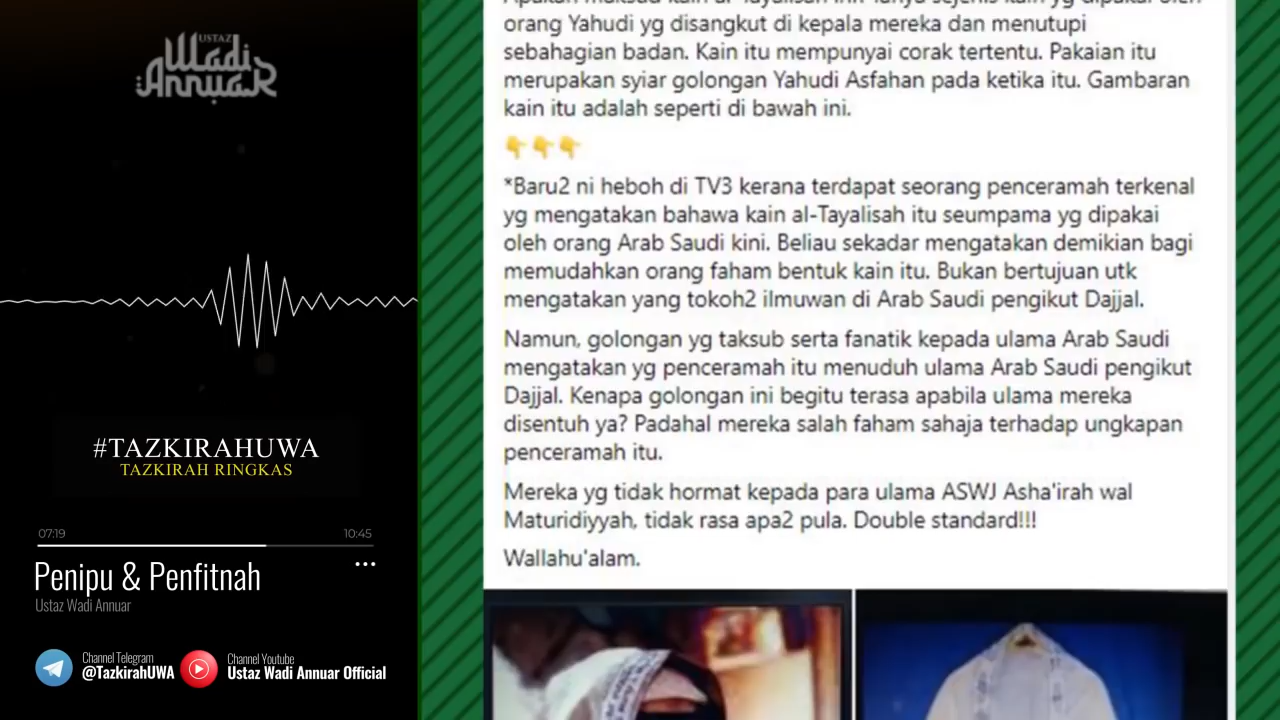 USTAZ
Wadi
Annuar
#TAZKIRAHUWA
TAZKIRAH RINGKAS
07:19
10:45
Penipu & Penfitnah
Ustaz Wadi Annuar
Channel Telegram
@TazkirahUWA
Channel Youtube
Ustaz Wadi Annuar Official
orang Yahudi yg disangkut di kepala mereka dan menutupi
sebahagian badan. Kain itu mempunyai corak tertentu. Pakaian itu
merupakan syiar golongan Yahudi Asfahan pada ketika itu. Gambaran
kain itu adalah seperti di bawah ini.
👇👇👇
*Baru2 ni heboh di TV3 kerana terdapat seorang penceramah terkenal
yg mengatakan bahawa kain al-Tayalisah itu seumpama yg dipakai
oleh orang Arab Saudi kini. Beliau sekadar mengatakan demikian bagi
memudahkan orang faham bentuk kain itu. Bukan bertujuan utk
mengatakan yang tokoh2 ilmuwan di Arab Saudi pengikut Dajjal.
Namun, golongan yg taksub serta fanatik kepada ulama Arab Saudi
mengatakan yg penceramah itu menuduh ulama Arab Saudi pengikut
Dajjal. Kenapa golongan ini begitu terasa apabila ulama mereka
disentuh ya? Padahal mereka salah faham sahaja terhadap ungkapan
penceramah itu.
Mereka yg tidak hormat kepada para ulama ASWJ Asha'irah wal
Maturidiyyah, tidak rasa apa2 pula. Double standard!!!
Wallahu'alam.